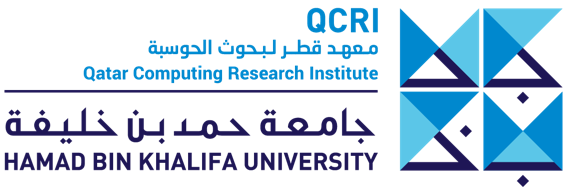 QCRI
معهد قطر لبحوث الحوسبة
Qatar Computing Research Institute
جامعة حمد بن خليفة
HAMAD BIN KHALIFA UNIVERSITY